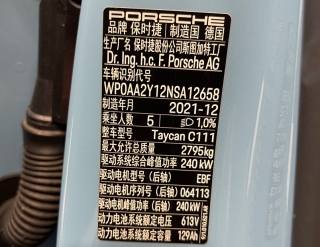 PORSCHE
品牌 保时捷 制造国 德国
生产厂名 保时捷股份公司斯图加特工厂
Dr. Ing. h.c. F. Porsche AG
车辆识别代号
WP0AA2Y12NSA12658
制造年月 2021-12
乘坐人数 5 1.0%
整车型号 Taycan C111
最大允许总质量 2795kg
驱动系统综合峰值功率 240 kW
驱动电机型号(后轴) EBF
驱动电机序列号(后轴) 064113
驱动电机峰值功率(后轴) 240 kW
动力电池系统额定电压 613V
动力电池系统额定容量 129Ah